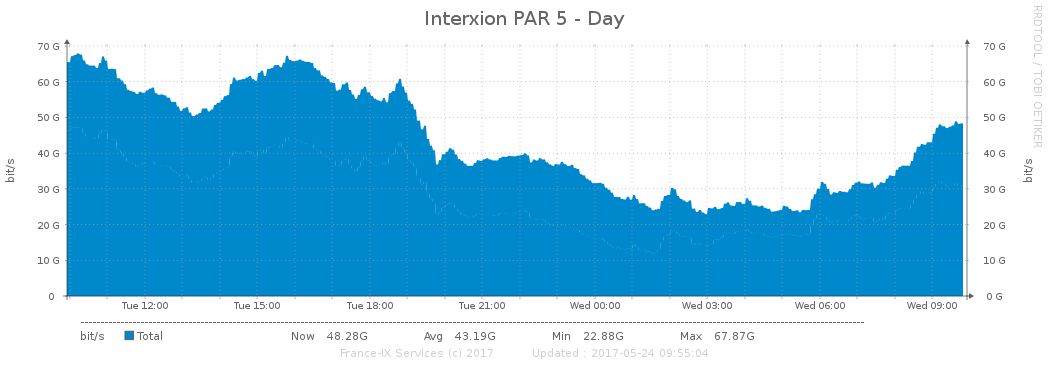 Interxion PAR 5 - Day
RRDTOOL / TOBI OETIKER
bit/s
70 G
60 G
50 G
40 G
30 G
20 G
10 G
0
70 G
60 G
50 G
40 G
30 G
20 G
10 G
0 G
bit/s
Tue 12:00 Tue 15:00 Tue 18:00 Tue 21:00 Wed 00:00 Wed 03:00 Wed 06:00 Wed 09:00
bit/s Total Now 48.28G Avg 43.19G Min 22.88G Max 67.87G
France-IX Services (c) 2017 Updated : 2017-05-24 09:55:04